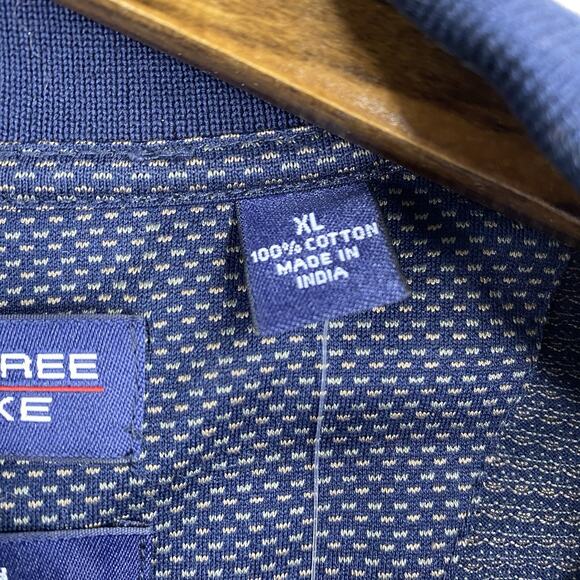 XL
100% COTTON
MADE IN
INDIA
REE
KE